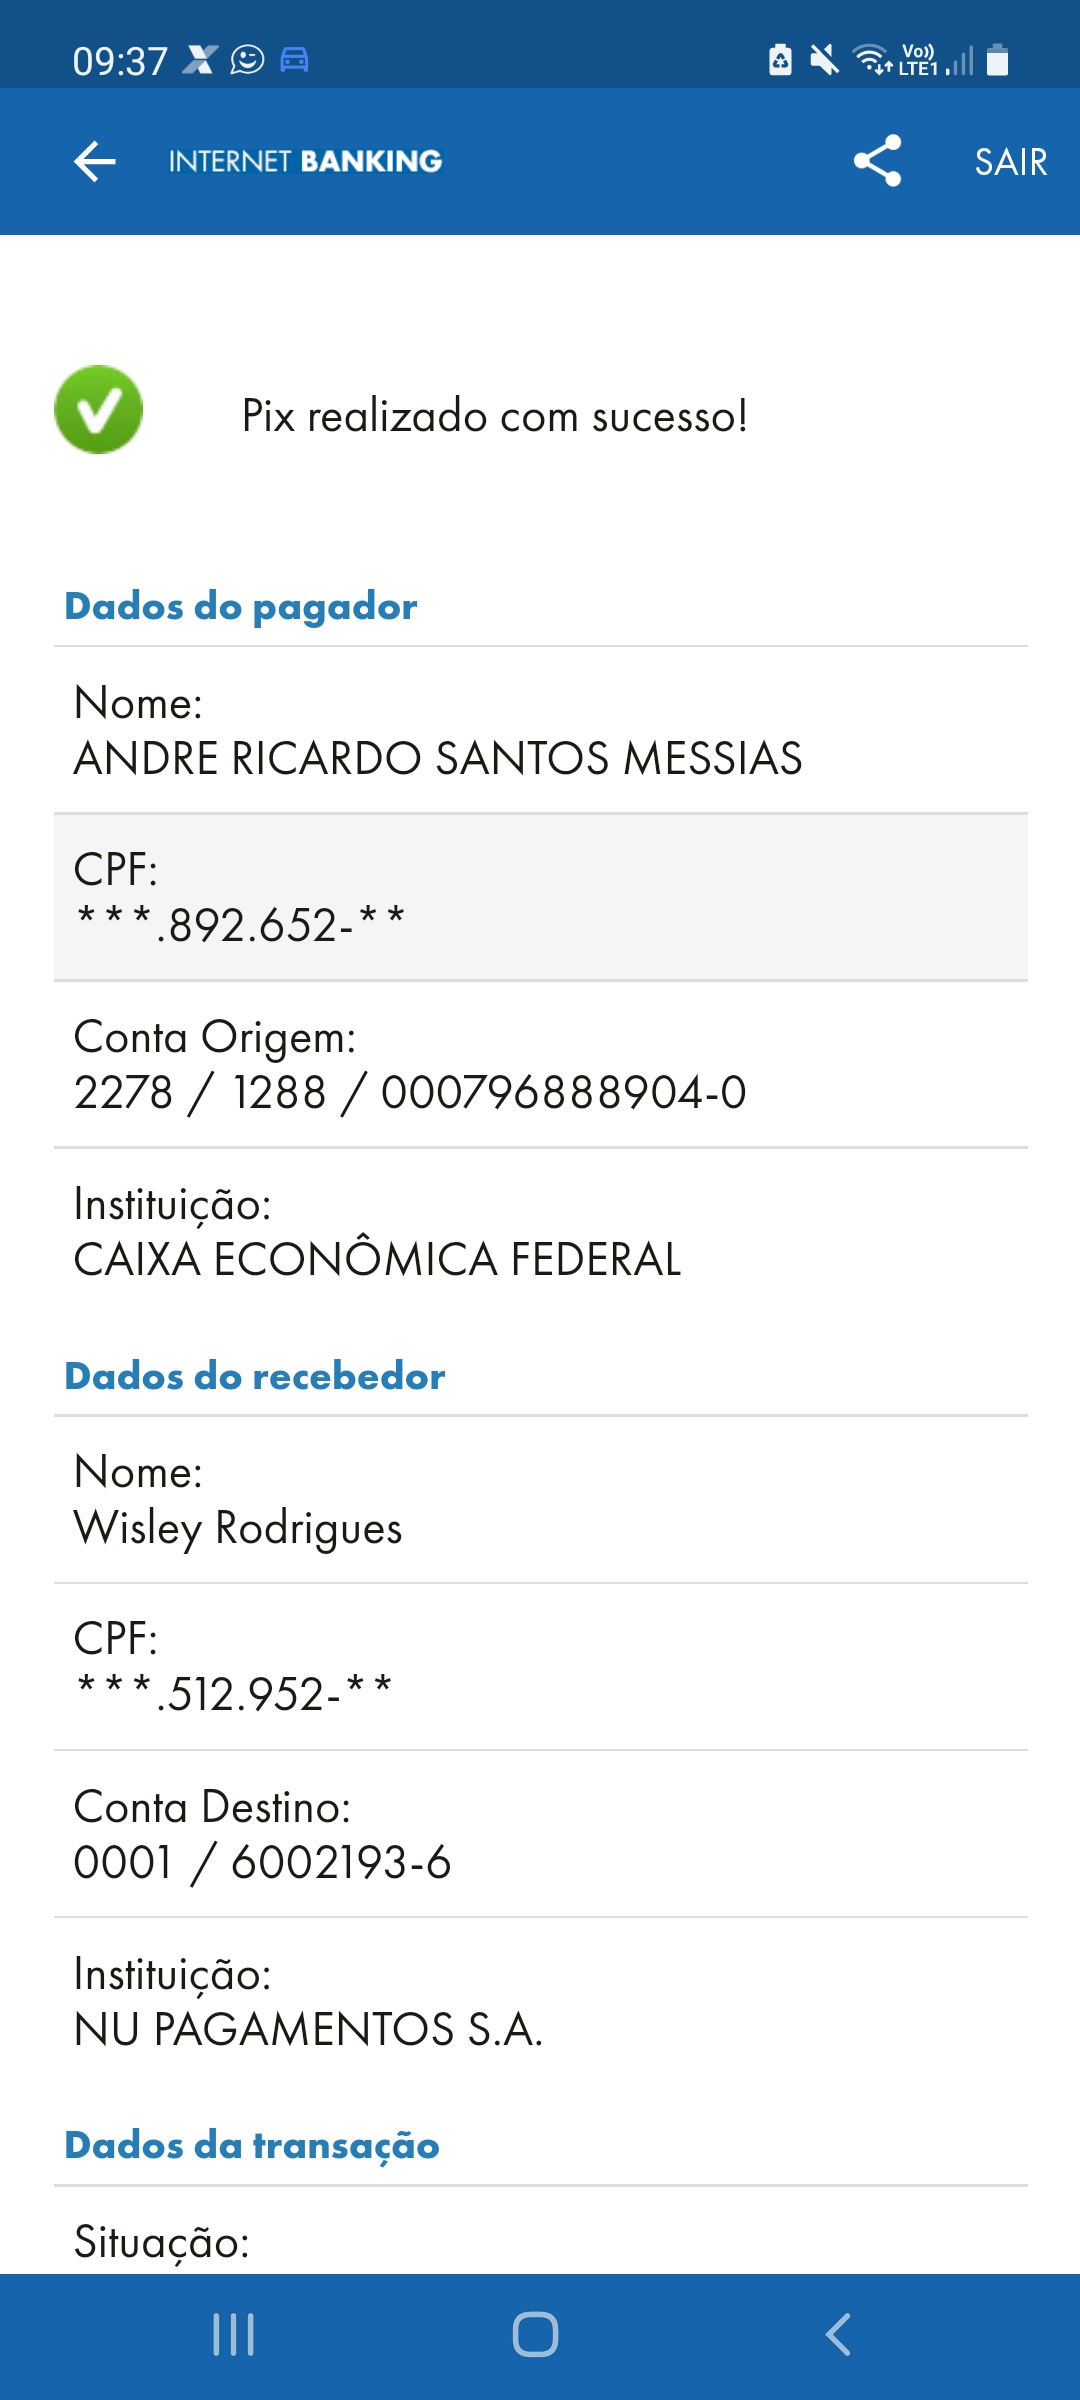 09:37
Vo))
LTE1
INTERNET BANKING
SAIR
Pix realizado com sucesso!
Dados do pagador
Nome:
ANDRE RICARDO SANTOS MESSIAS
CPF:
***.892.652-**
Conta Origem:
2278 / 1288 / 000796888904-0
Instituição:
CAIXA ECONÔMICA FEDERAL
Dados do recebedor
Nome:
Wisley Rodrigues
CPF:
***.512.952-**
Conta Destino:
0001 / 6002193-6
Instituição:
NU PAGAMENTOS S.A.
Dados da transação
Situação: